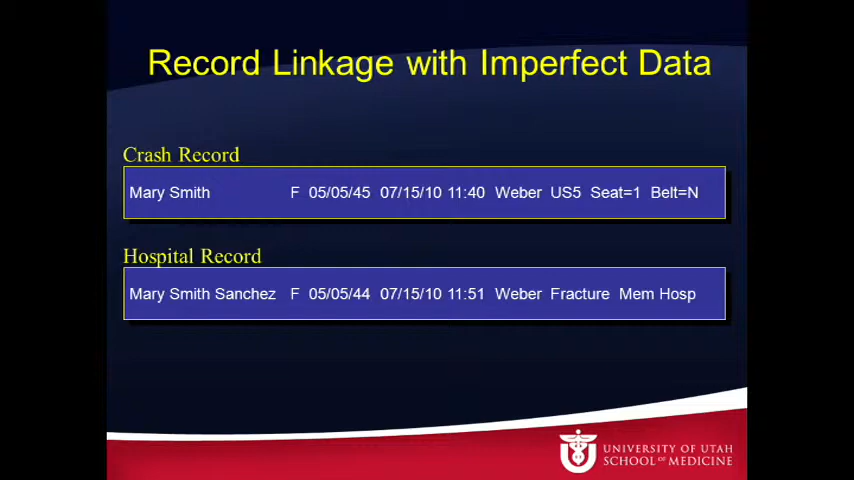 Record Linkage with Imperfect Data
Crash Record
Mary Smith F 05/05/45 07/15/10 11:40 Weber US5 Seat=1 Belt=N
Hospital Record
Mary Smith Sanchez F 05/05/44 07/15/10 11:51 Weber Fracture Mem Hosp
UNIVERSITY OF UTAH
SCHOOL OF MEDICINE